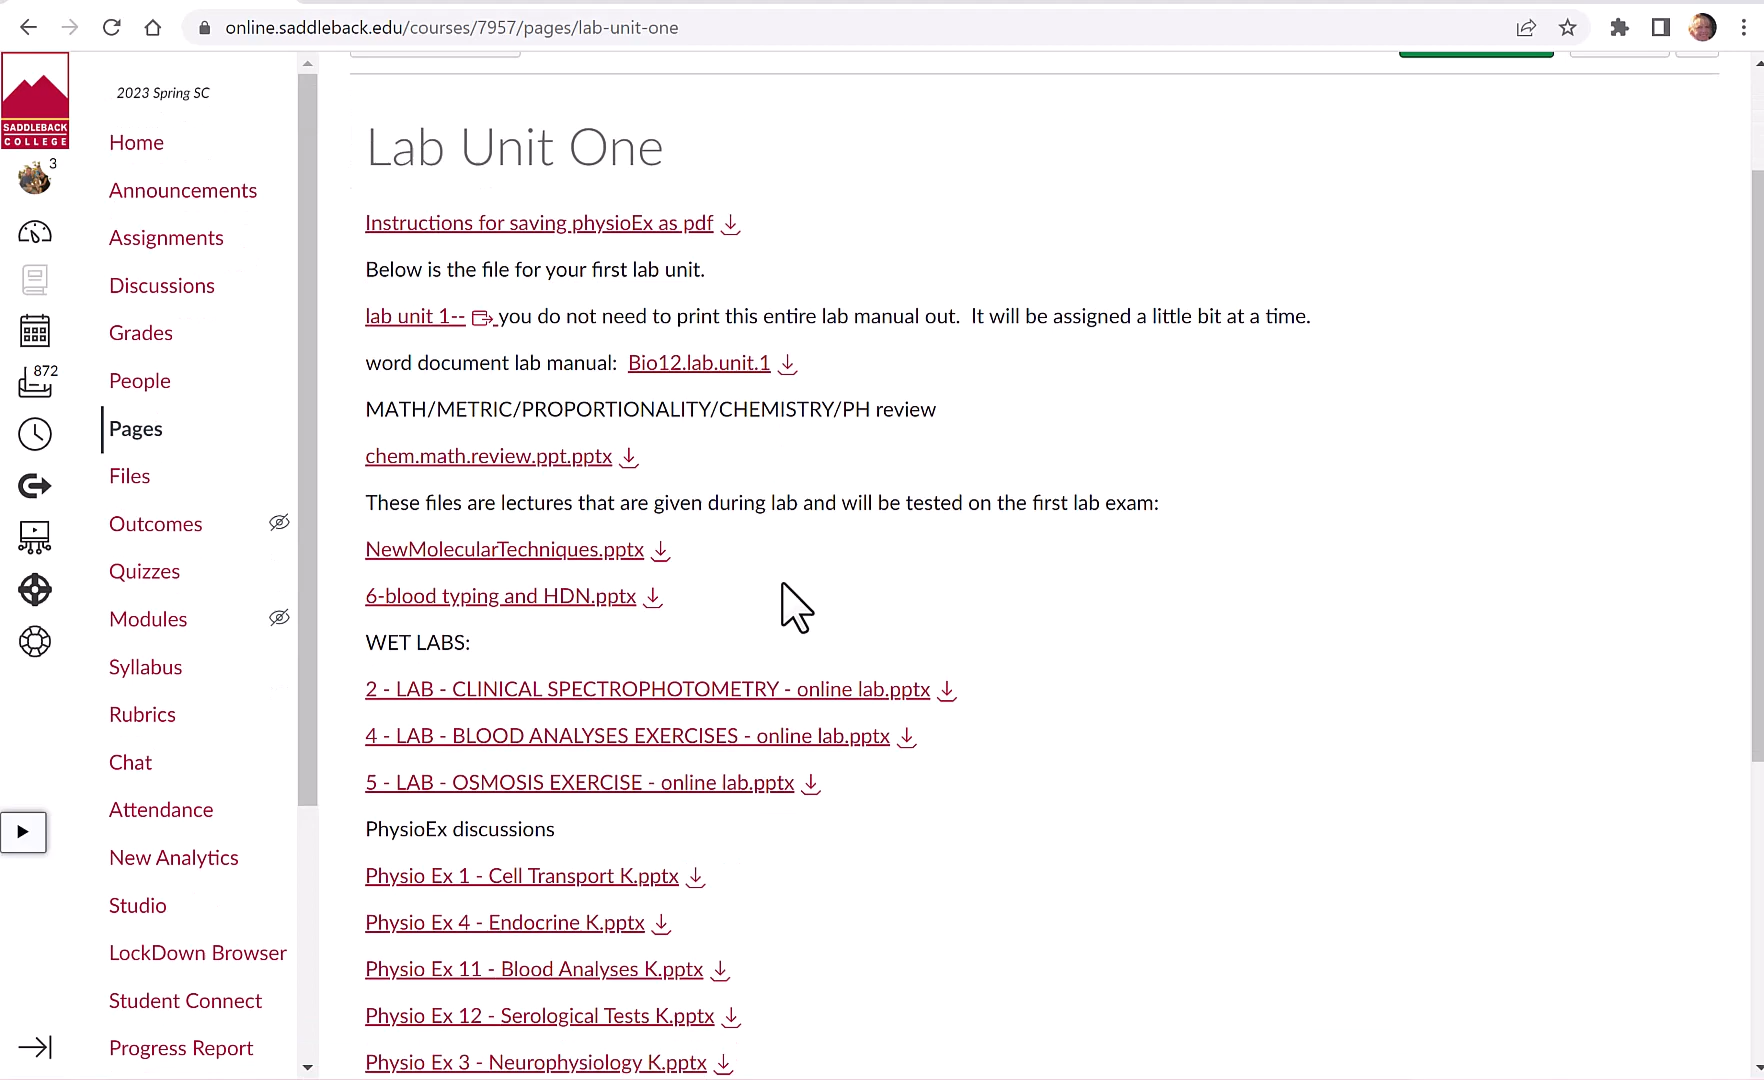 online.saddleback.edu/courses/7957/pages/lab-unit-one
SADDLEBACK
COLLEGE
3
872
2023 Spring SC
Home
Announcements
Assignments
Discussions
Grades
People
Pages
Files
Outcomes
Quizzes
Modules
Syllabus
Rubrics
Chat
Attendance
New Analytics
Studio
LockDown Browser
Student Connect
Progress Report
Lab Unit One
Instructions for saving physioEx as pdf
Below is the file for your first lab unit.
lab unit 1-- you do not need to print this entire lab manual out. It will be assigned a little bit at a time.
word document lab manual: Bio12.lab.unit.1
MATH/METRIC/PROPORTIONALITY/CHEMISTRY/PH review
chem.math.review.ppt.pptx
These files are lectures that are given during lab and will be tested on the first lab exam:
NewMolecularTechniques.pptx
6-blood typing and HDN.pptx
WET LABS:
2 - LAB - CLINICAL SPECTROPHOTOMETRY - online lab.pptx
4 - LAB - BLOOD ANALYSES EXERCISES - online lab.pptx
5 - LAB - OSMOSIS EXERCISE - online lab.pptx
PhysioEx discussions
Physio Ex 1 - Cell Transport K.pptx
Physio Ex 4 - Endocrine K.pptx
Physio Ex 11 - Blood Analyses K.pptx
Physio Ex 12 - Serological Tests K.pptx
Physio Ex 3 - Neurophysiology K.pptx